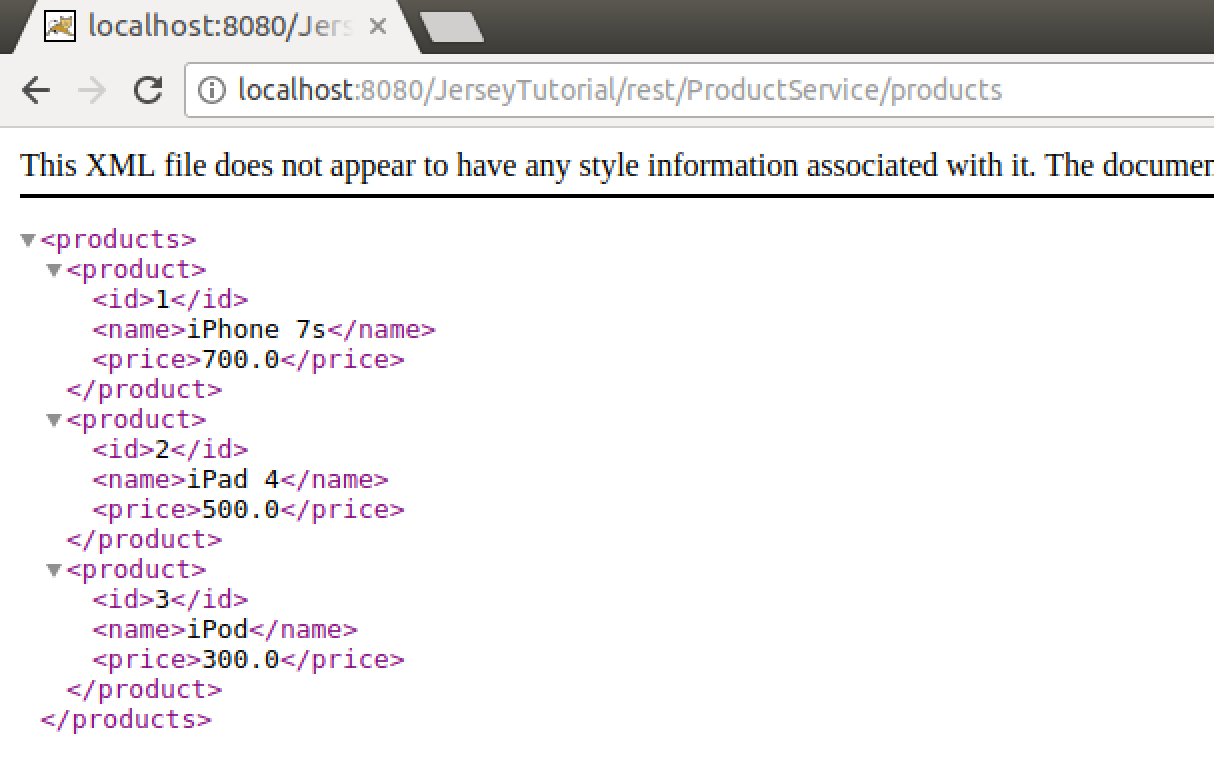 localhost:8080/Jers
localhost:8080/JerseyTutorial/rest/ProductService/products
This XML file does not appear to have any style information associated with it. The
<products>
<product>
<id>1</id>
<name>iPhone 7s</name>
<price>700.0</price>
</product>
<product>
<id>2</id>
<name>iPad 4</name>
<price>500.0</price>
</product>
<product>
<id>3</id>
<name>iPod</name>
<price>300.0</price>
</product>
</products>